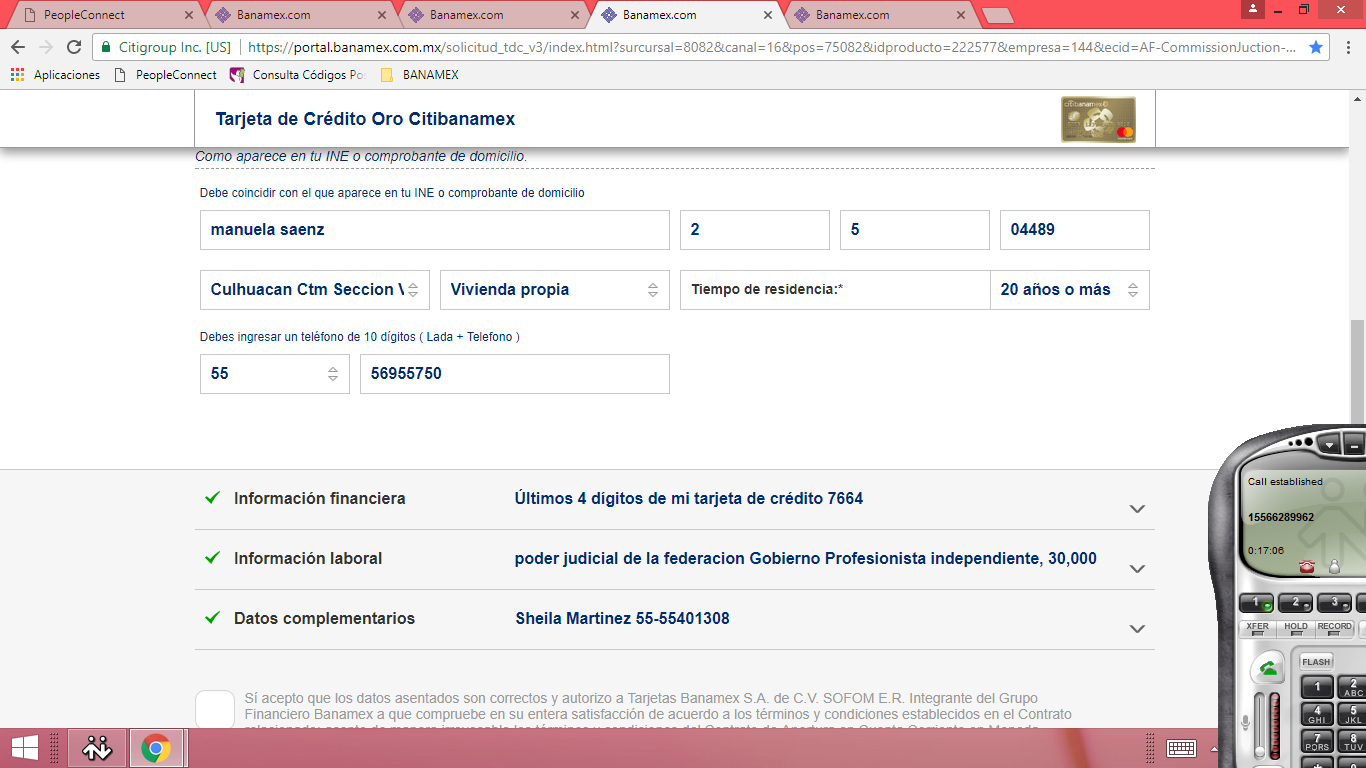 PeopleConnect
Banamex.com
Banamex.com
Banamex.com
Banamex.com
Citigroup Inc. [US] https://portal.banamex.com.mx/solicitud_tdc_v3/index.html?surcursal=8082&canal=16&pos=75082&idproducto=222577&empresa=144&ecid=AF-CommissionJuction-...
Aplicaciones PeopleConnect Consulta Códigos Po BANAMEX
Tarjeta de Crédito Oro Citibanamex
citibanamex
Como aparece en tu INE o comprobante de domicilio.
Debe coincidir con el que aparece en tu INE o comprobante de domicilio
manuela saenz 2 5 04489
Culhuacan Ctm Seccion V Vivienda propia Tiempo de residencia:* 20 años o más
Debes ingresar un teléfono de 10 dígitos ( Lada + Telefono )
55 56955750
Información financiera Últimos 4 dígitos de mi tarjeta de crédito 7664
Información laboral poder judicial de la federacion Gobierno Profesionista independiente, 30,000
Datos complementarios Sheila Martinez 55-55401308
Sí acepto que los datos asentados son correctos y autorizo a Tarjetas Banamex S.A. de C.V. SOFOM E.R. Integrante del Grupo
Financiero Banamex a que compruebe en su entera satisfacción de acuerdo a los términos y condiciones establecidos en el Contrato
Call established
15566289962
0:17:06
1 2 3
XFER HOLD RECORD
FLASH
1 2 ABC
4 GHI 5 JKL
7 PQRS 8 TUV